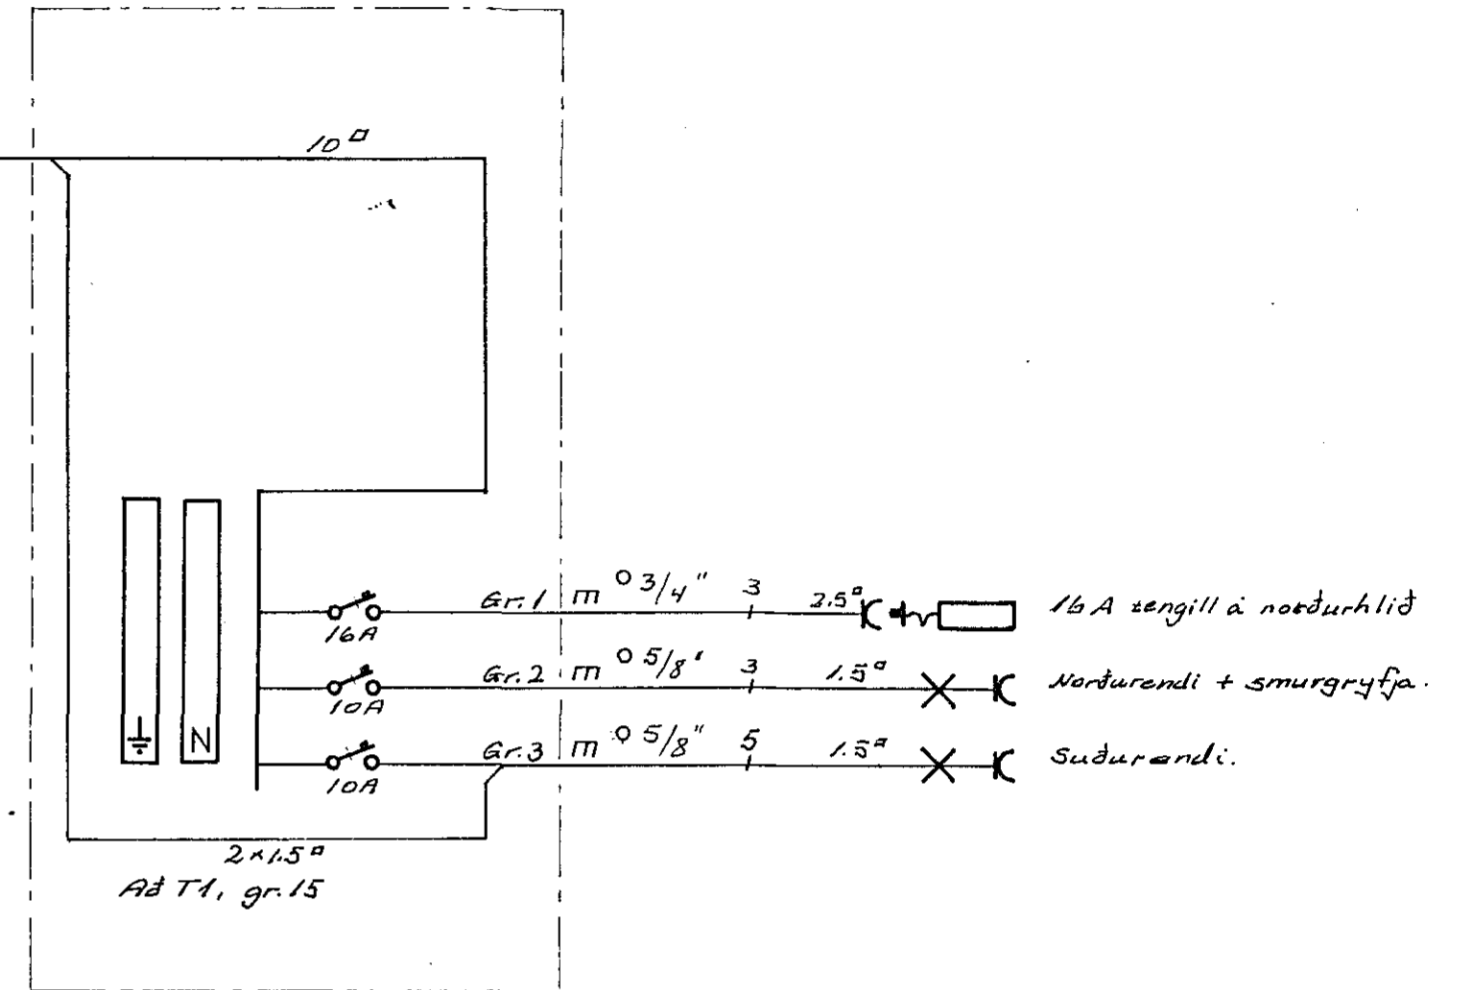 10 □
Gr. 1 m ○ 3/4" 3 2.5□ 16A tengill á norðurhlið
16A
Gr. 2 m ○ 5/8' 3 1.5□ Norðurendi + smurgryfja.
10A
N
Gr. 3 m ○ 5/8" 5 1.5□ Suðurendi.
10A
2×1.5□
Að T1, gr. 15